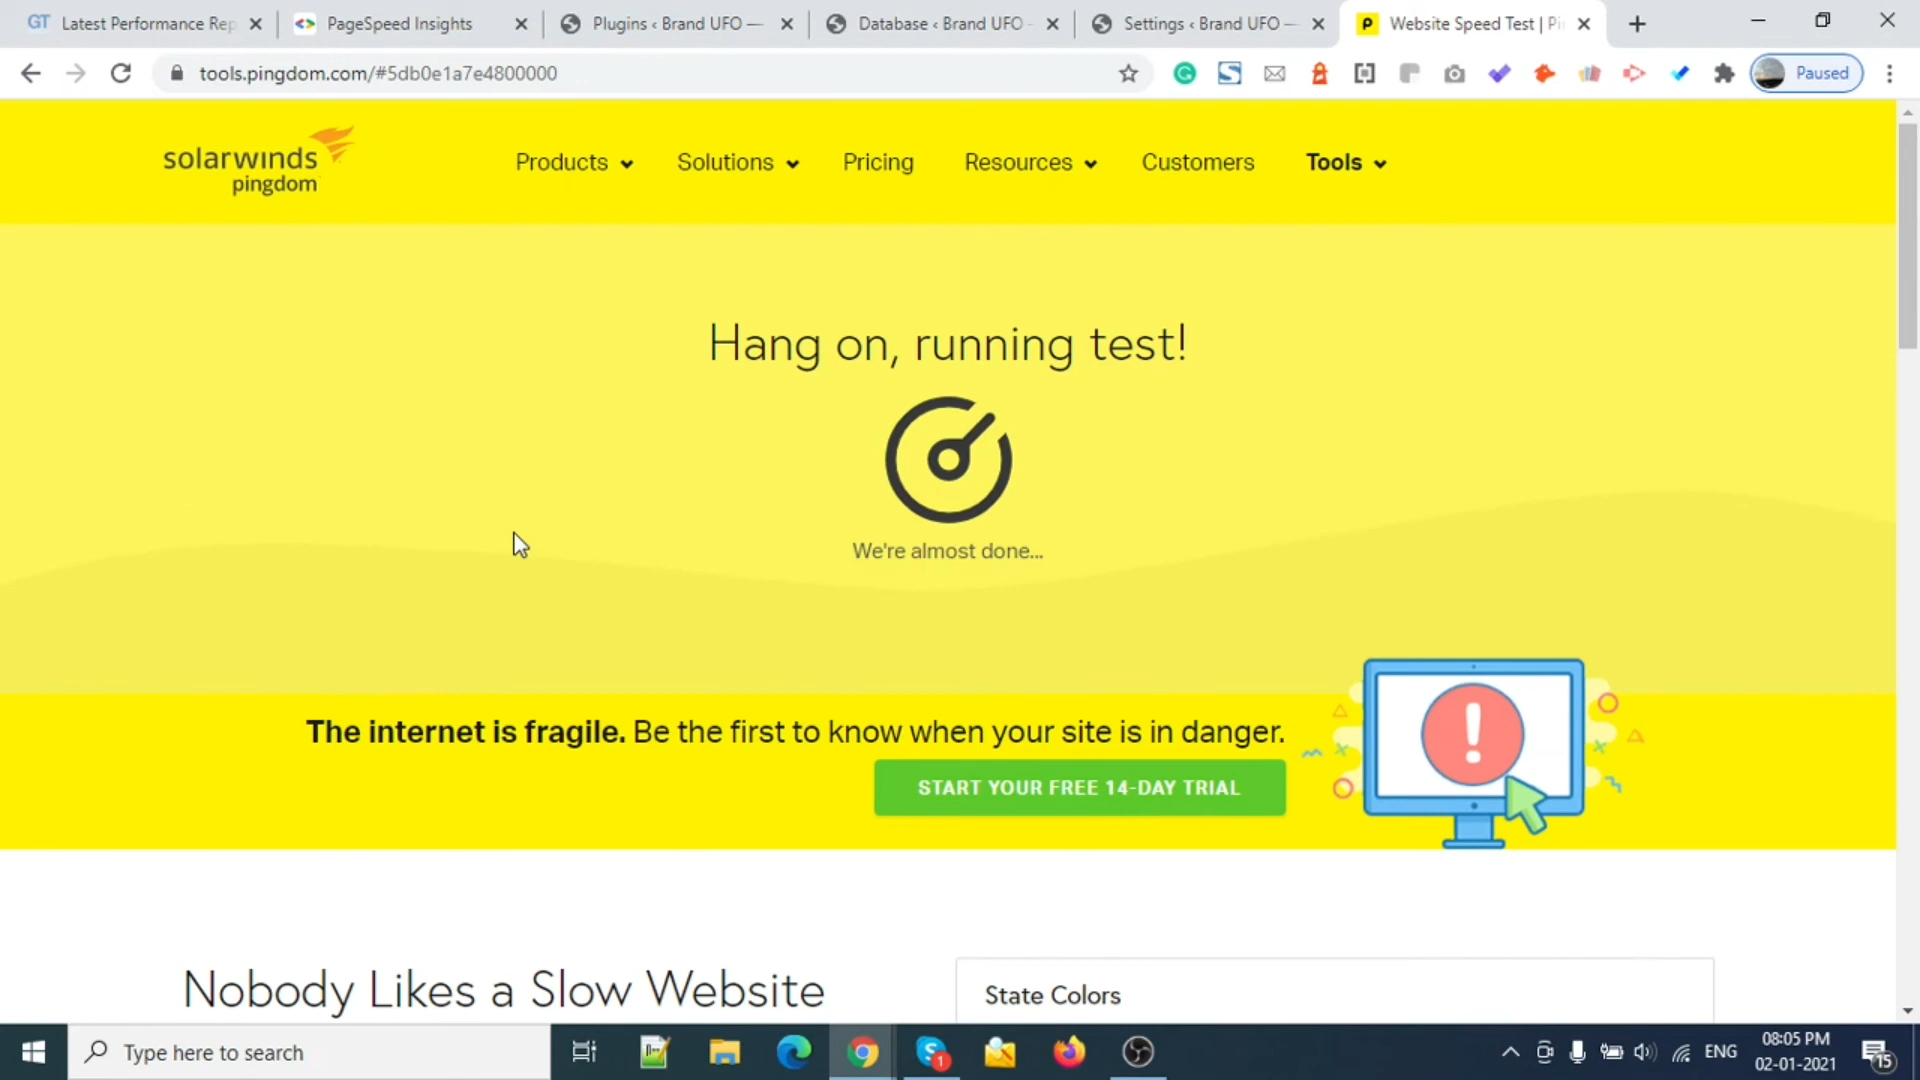 GT Latest Performance Rep
PageSpeed Insights
Plugins ‹ Brand UFO —
Database ‹ Brand UFO -
Settings ‹ Brand UFO —
Website Speed Test | Pi
tools.pingdom.com/#5db0e1a7e4800000
Paused
solarwinds
pingdom
Products
Solutions
Pricing
Resources
Customers
Tools
Hang on, running test!
We're almost done...
The internet is fragile. Be the first to know when your site is in danger.
START YOUR FREE 14-DAY TRIAL
Nobody Likes a Slow Website
State Colors
Type here to search
1
ENG
08:05 PM
02-01-2021
15